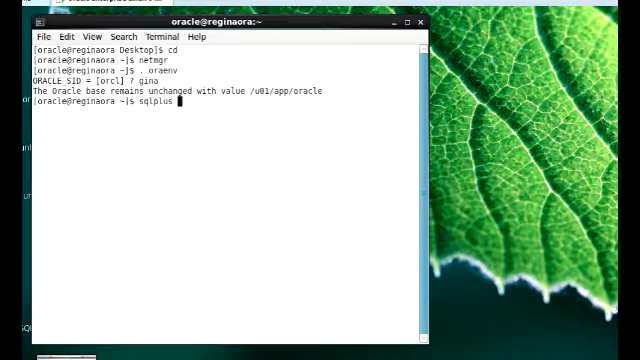 oracle@reginaora:~
File Edit View Search Terminal Help
[oracle@reginaora Desktop]$ cd
[oracle@reginaora ~]$ netmgr
[oracle@reginaora ~]$ . oraenv
ORACLE_SID = [orcl] ? gina
The Oracle base remains unchanged with value /u01/app/oracle
[oracle@reginaora ~]$ sqlplus